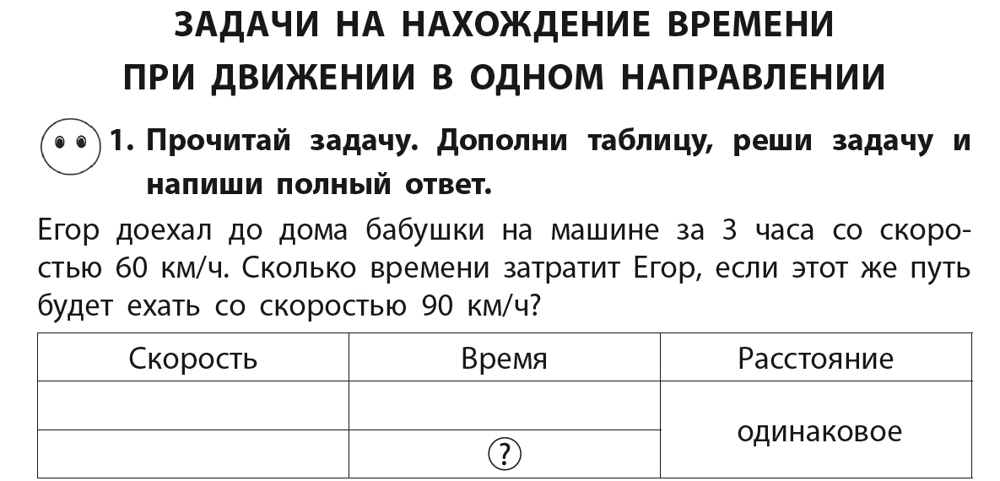 ЗАДАЧИ НА НАХОЖДЕНИЕ ВРЕМЕНИ
ПРИ ДВИЖЕНИИ В ОДНОМ НАПРАВЛЕНИИ
1. Прочитай задачу. Дополни таблицу, реши задачу и
напиши полный ответ.
Егор доехал до дома бабушки на машине за 3 часа со скоро-
стью 60 км/ч. Сколько времени затратит Егор, если этот же путь
будет ехать со скоростью 90 км/ч?
Скорость Время Расстояние
одинаковое
?